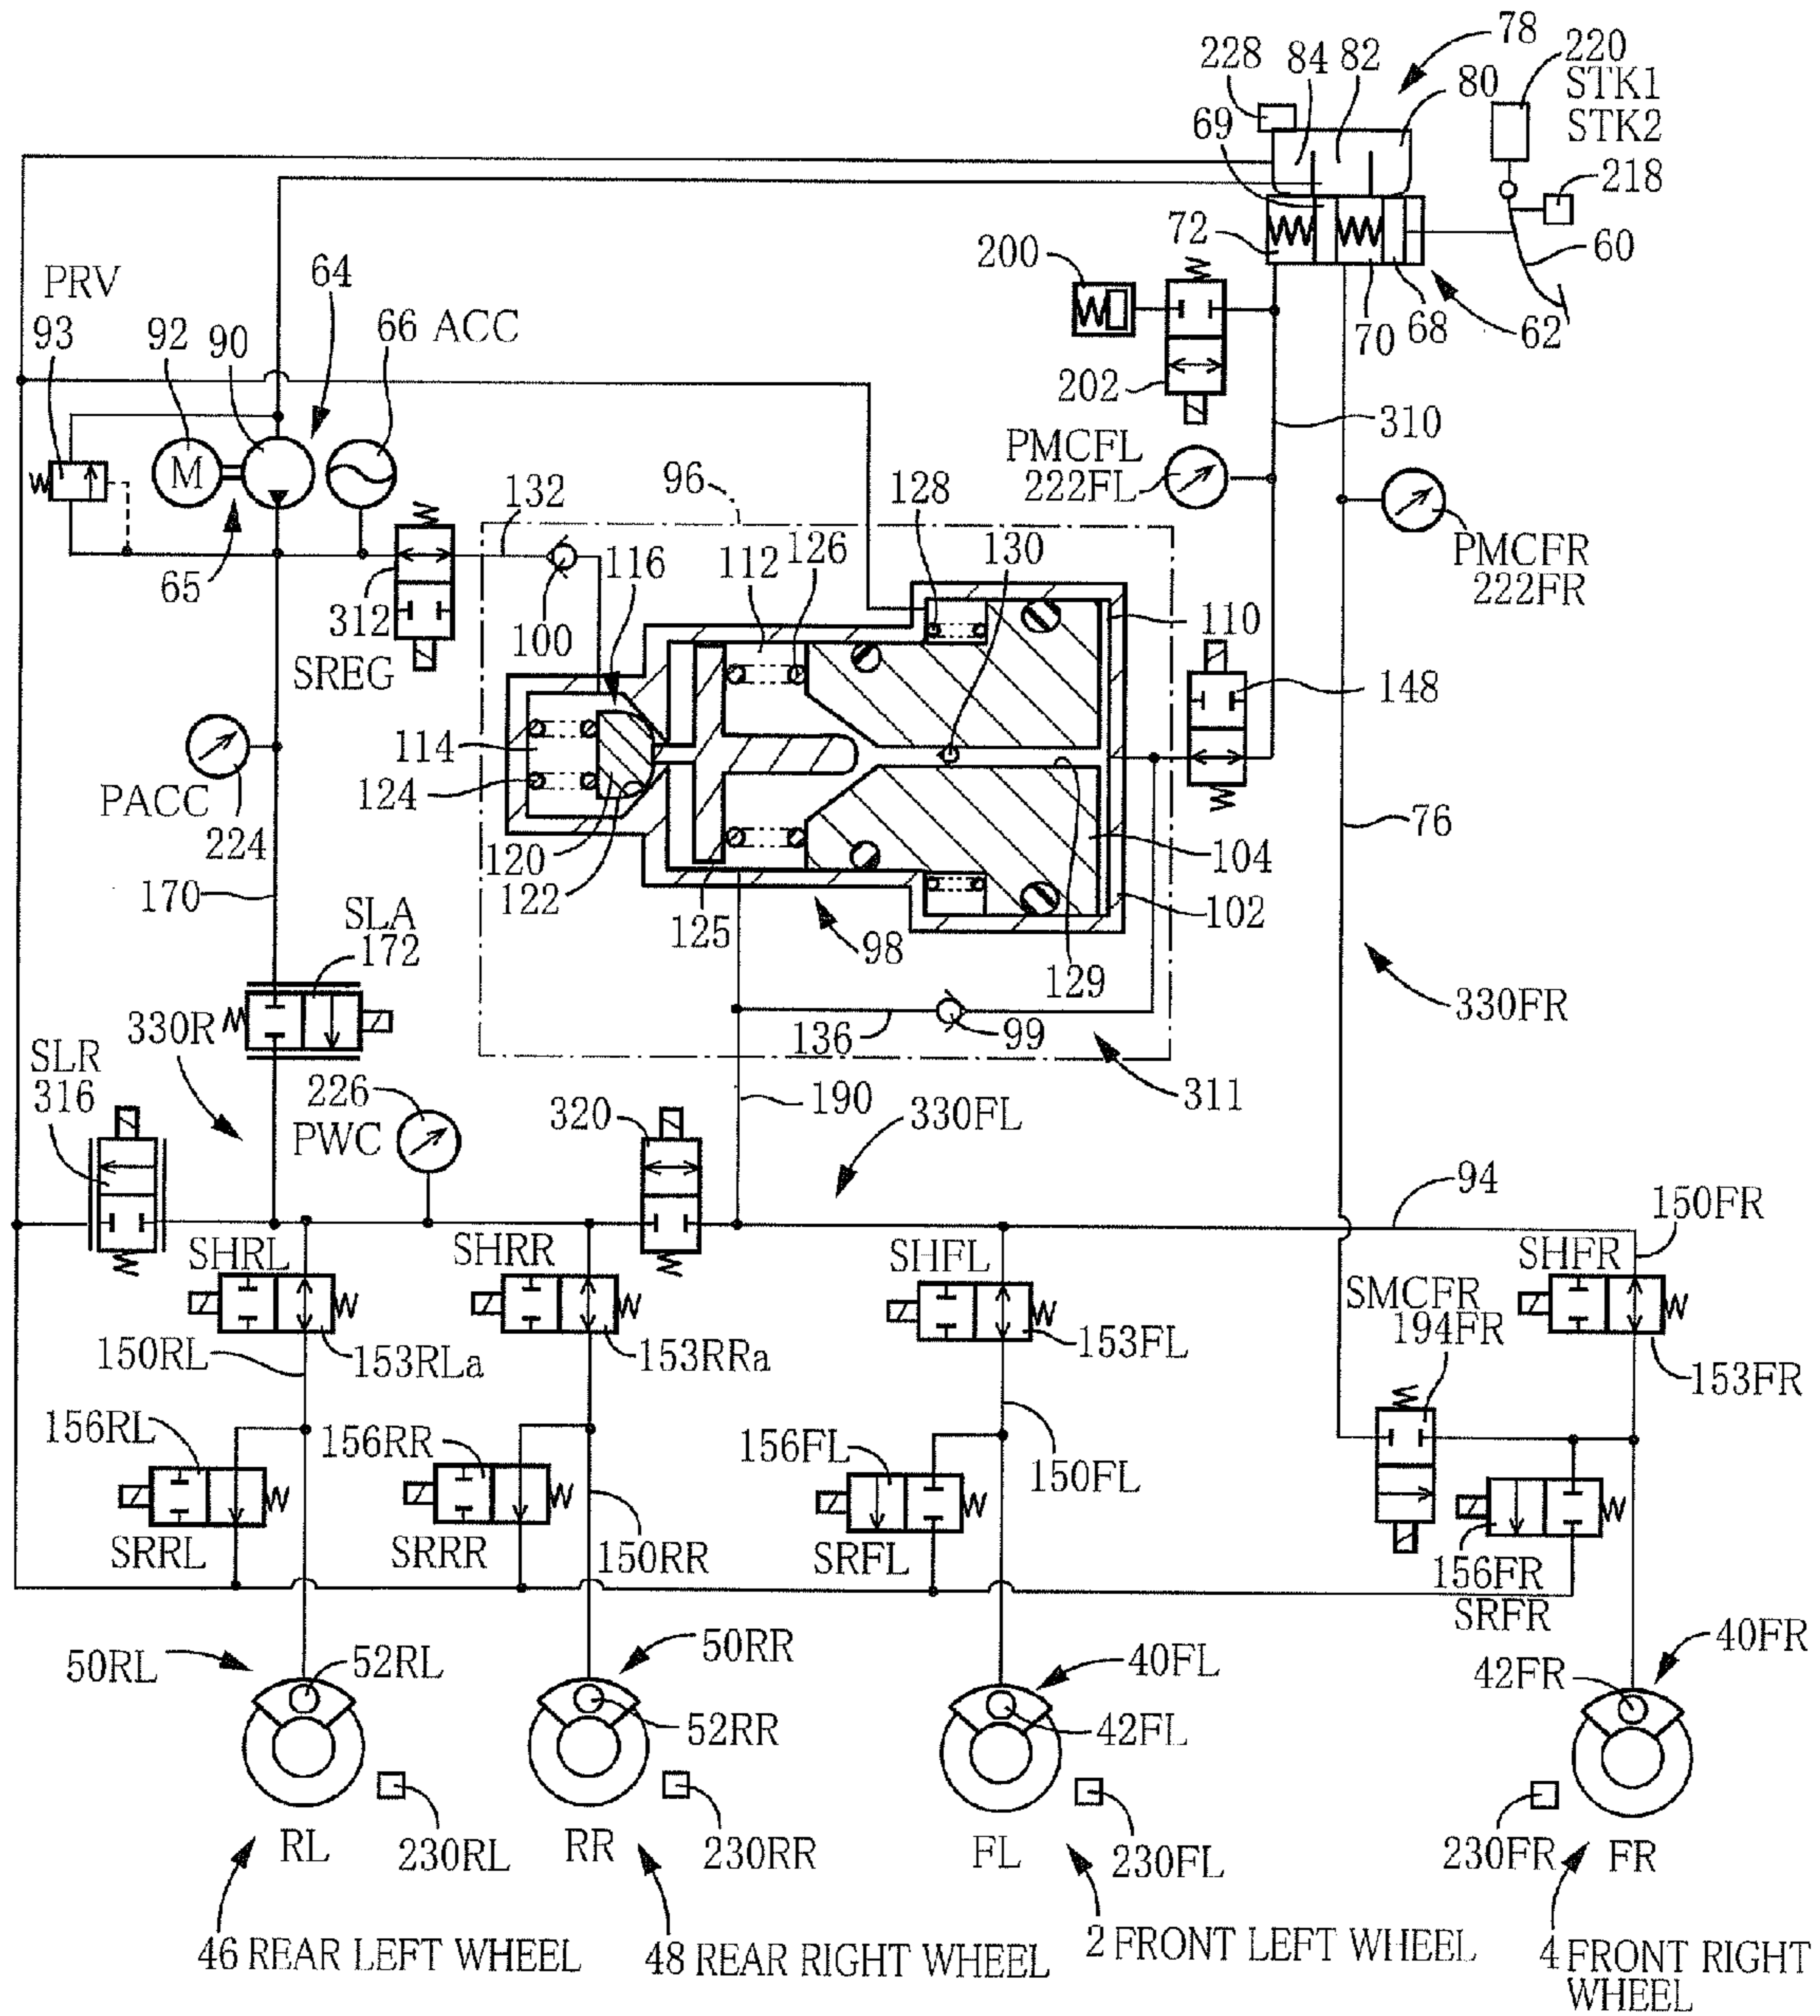 78
220
STK1
STK2
228
84
82
80
69
218
72
60
200
70
68
62
202
310
PRV
93
92
90
64
66 ACC
M
65
132
96
PMCFL
222FL
128
130
PMCFR
222FR
116
112
126
110
100
312
SREG
148
114
PACC
224
124
76
120
122
104
102
170
125
98
129
SLA
172
330R
136
99
330FR
SLR
316
226
PWC
190
311
320
330FL
94
150FR
SHRL
SHRR
SHFL
SHFR
SMCFR
194FR
150RL
153RLa
153RRa
153FL
153FR
156RL
156RR
156FL
150FL
SRRL
SRRR
150RR
SRFL
156FR
SRFR
50RL
52RL
50RR
40FL
40FR
42FR
52RR
42FL
RL
230RL
RR
230RR
FL
230FL
230FR
FR
46 REAR LEFT WHEEL
48 REAR RIGHT WHEEL
2 FRONT LEFT WHEEL
4 FRONT RIGHT
WHEEL